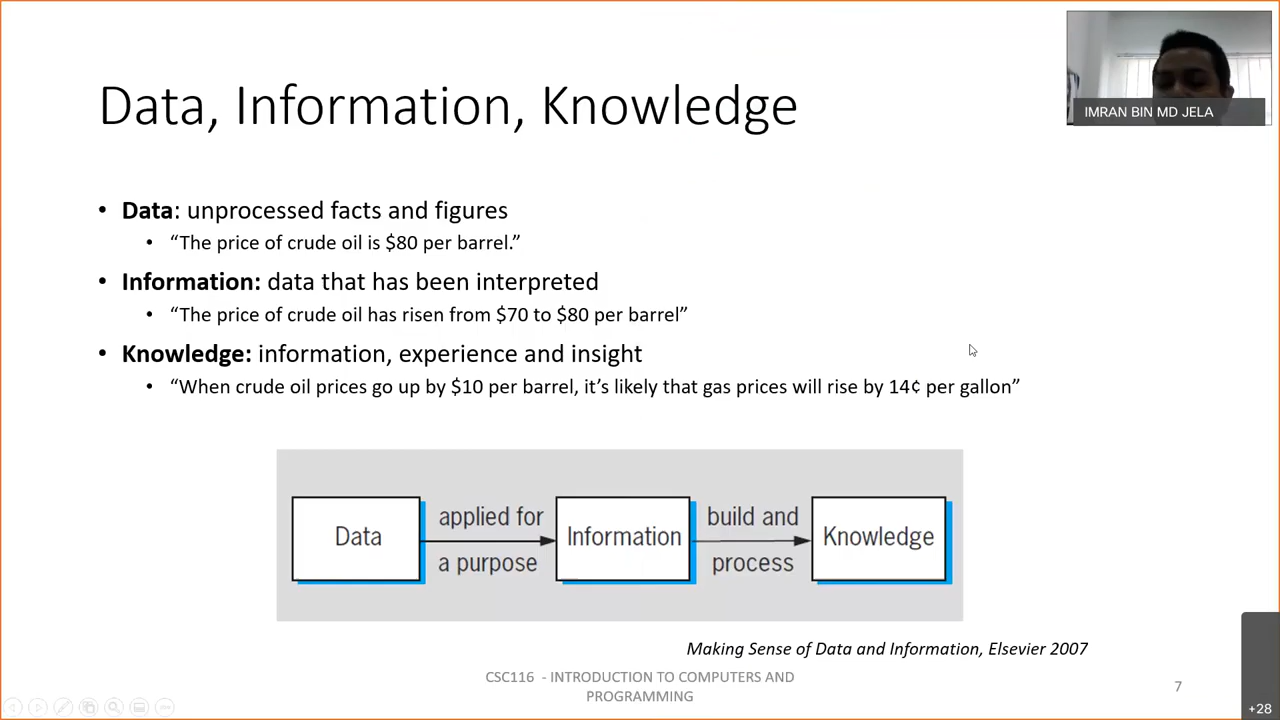 IMRAN BIN MD JELA
Data, Information, Knowledge
• Data: unprocessed facts and figures
• “The price of crude oil is $80 per barrel.”
• Information: data that has been interpreted
• “The price of crude oil has risen from $70 to $80 per barrel”
• Knowledge: information, experience and insight
• “When crude oil prices go up by $10 per barrel, it’s likely that gas prices will rise by 14¢ per gallon”
Data
applied for
a purpose
Information
build and
process
Knowledge
Making Sense of Data and Information, Elsevier 2007
CSC116 - INTRODUCTION TO COMPUTERS AND
PROGRAMMING
7
+28